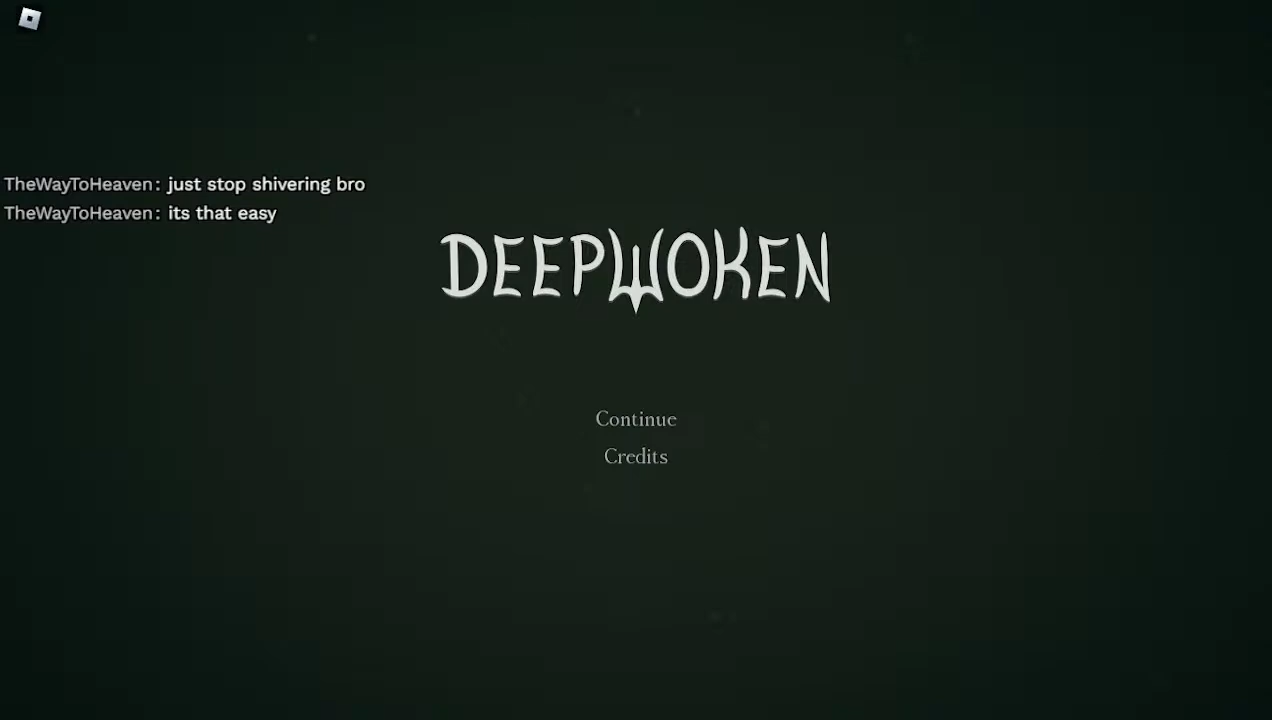 TheWayToHeaven: just stop shivering bro
TheWayToHeaven: its that easy
DEEPWOKEN
Continue
Credits